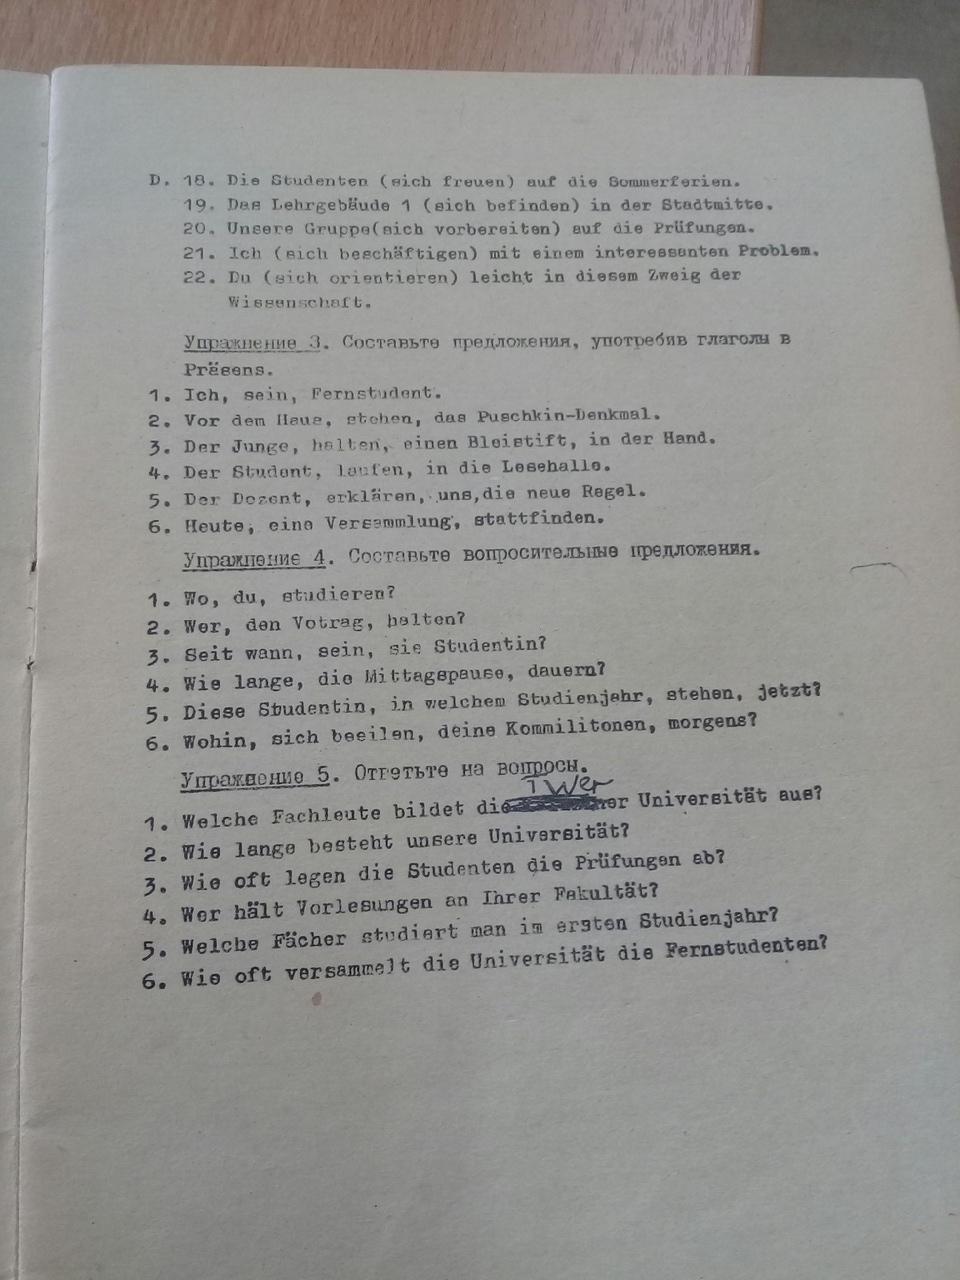 D. 18. Die Studenten (sich freuen) auf die Sommerferien.
19. Das Lehrgebäude 1 (sich befinden) in der Stadtmitte.
20. Unsere Gruppe(sich vorbereiten) auf die Prüfungen.
21. Ich (sich beschäftigen) mit einem interessanten Problem.
22. Du (sich orientieren) leicht in diesem Zweig der
Wissenschaft.
Упражнение 3. Составьте предложения, употребив глаголы в
Präsens.
1. Ich, sein, Fernstudent.
2. Vor dem Haus, stehen, das Puschkin-Denkmal.
3. Der Junge, halten, einen Bleistift, in der Hand.
4. Der Student, laufen, in die Lesehalle.
5. Der Dozent, erklären, uns,die neue Regel.
6. Heute, eine Versammlung, stattfinden.
Упражнение 4. Составьте вопросительные предложения.
1. Wo, du, studieren?
2. Wer, den Votrag, halten?
3. Seit wann, sein, sie Studentin?
4. Wie lange, die Mittagspause, dauern?
5. Diese Studentin, in welchem Studienjahr, stehen, jetzt?
6. Wohin, sich beeilen, deine Kommilitonen, morgens?
Упражнение 5. Ответьте на вопросы.
Twer
1. Welche Fachleute bildet die er Universität aus?
2. Wie lange besteht unsere Universität?
3. Wie oft legen die Studenten die Prüfungen ab?
4. Wer hält Vorlesungen an Ihrer Fakultät?
5. Welche Fächer studiert man im ersten Studienjahr?
6. Wie oft versammelt die Universität die Fernstudenten?